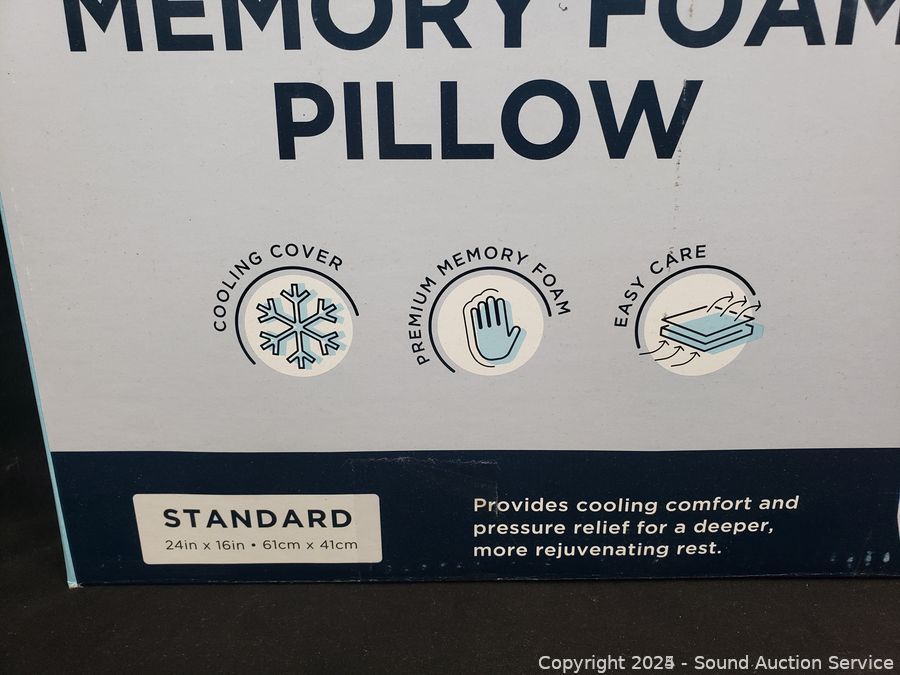 MEMORY FOAM
PILLOW
COOLING COVER
PREMIUM MEMORY FOAM
EASY CARE
STANDARD
24in x 16in • 61cm x 41cm
Provides cooling comfort and
pressure relief for a deeper,
more rejuvenating rest.
Copyright - Sound Auction Service